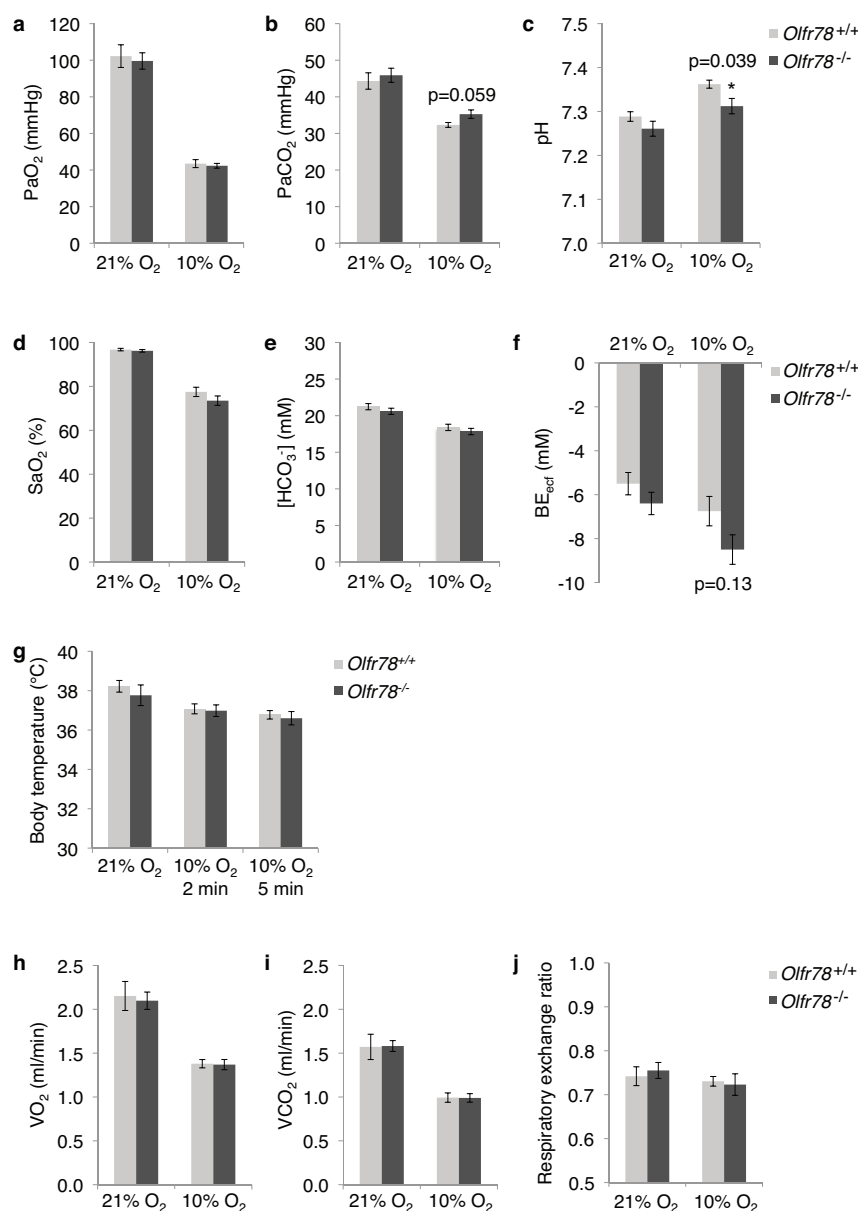 a
PaO2 (mmHg)
120
100
80
60
40
20
0
21% O2 10% O2
b
PaCO2 (mmHg)
60
50
40
30
20
10
0
p=0.059
21% O2 10% O2
c
pH
7.5
7.4
7.3
7.2
7.1
7.0
p=0.039
*
21% O2 10% O2
Olfr78+/+
Olfr78-/-
d
SaO2 (%)
100
80
60
40
20
0
21% O2 10% O2
e
[HCO3-] (mM)
30
25
20
15
10
5
0
21% O2 10% O2
f
BEecf (mM)
21% O2 10% O2
0
-2
-4
-6
-8
-10
p=0.13
Olfr78+/+
Olfr78-/-
g
Body temperature (°C)
40
38
36
34
32
30
21% O2 10% O2 10% O2
2 min 5 min
Olfr78+/+
Olfr78-/-
h
VO2 (ml/min)
2.5
2.0
1.5
1.0
0.5
0.0
21% O2 10% O2
i
VCO2 (ml/min)
2.5
2.0
1.5
1.0
0.5
0.0
21% O2 10% O2
j
Respiratory exchange ratio
1.0
0.9
0.8
0.7
0.6
0.5
21% O2 10% O2
Olfr78+/+
Olfr78-/-